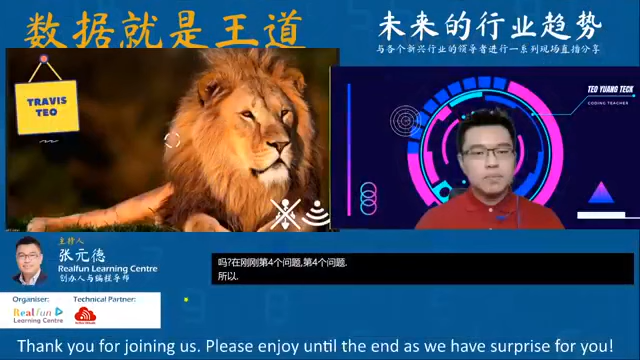 数据就是王道
未来的行业趋势
与各个新兴行业的领导者进行一系列现场直播分享
TRAVIS
TEO
TEO YUANG TECK
CODING TEACHER
主持人
张元德
Realfun Learning Centre
创办人与编程导师
Organiser:
Technical Partner:
Realfun
Learning Centre
吗?在刚刚第4个问题,第4个问题.
所以.
Thank you for joining us. Please enjoy until the end as we have surprise for you!